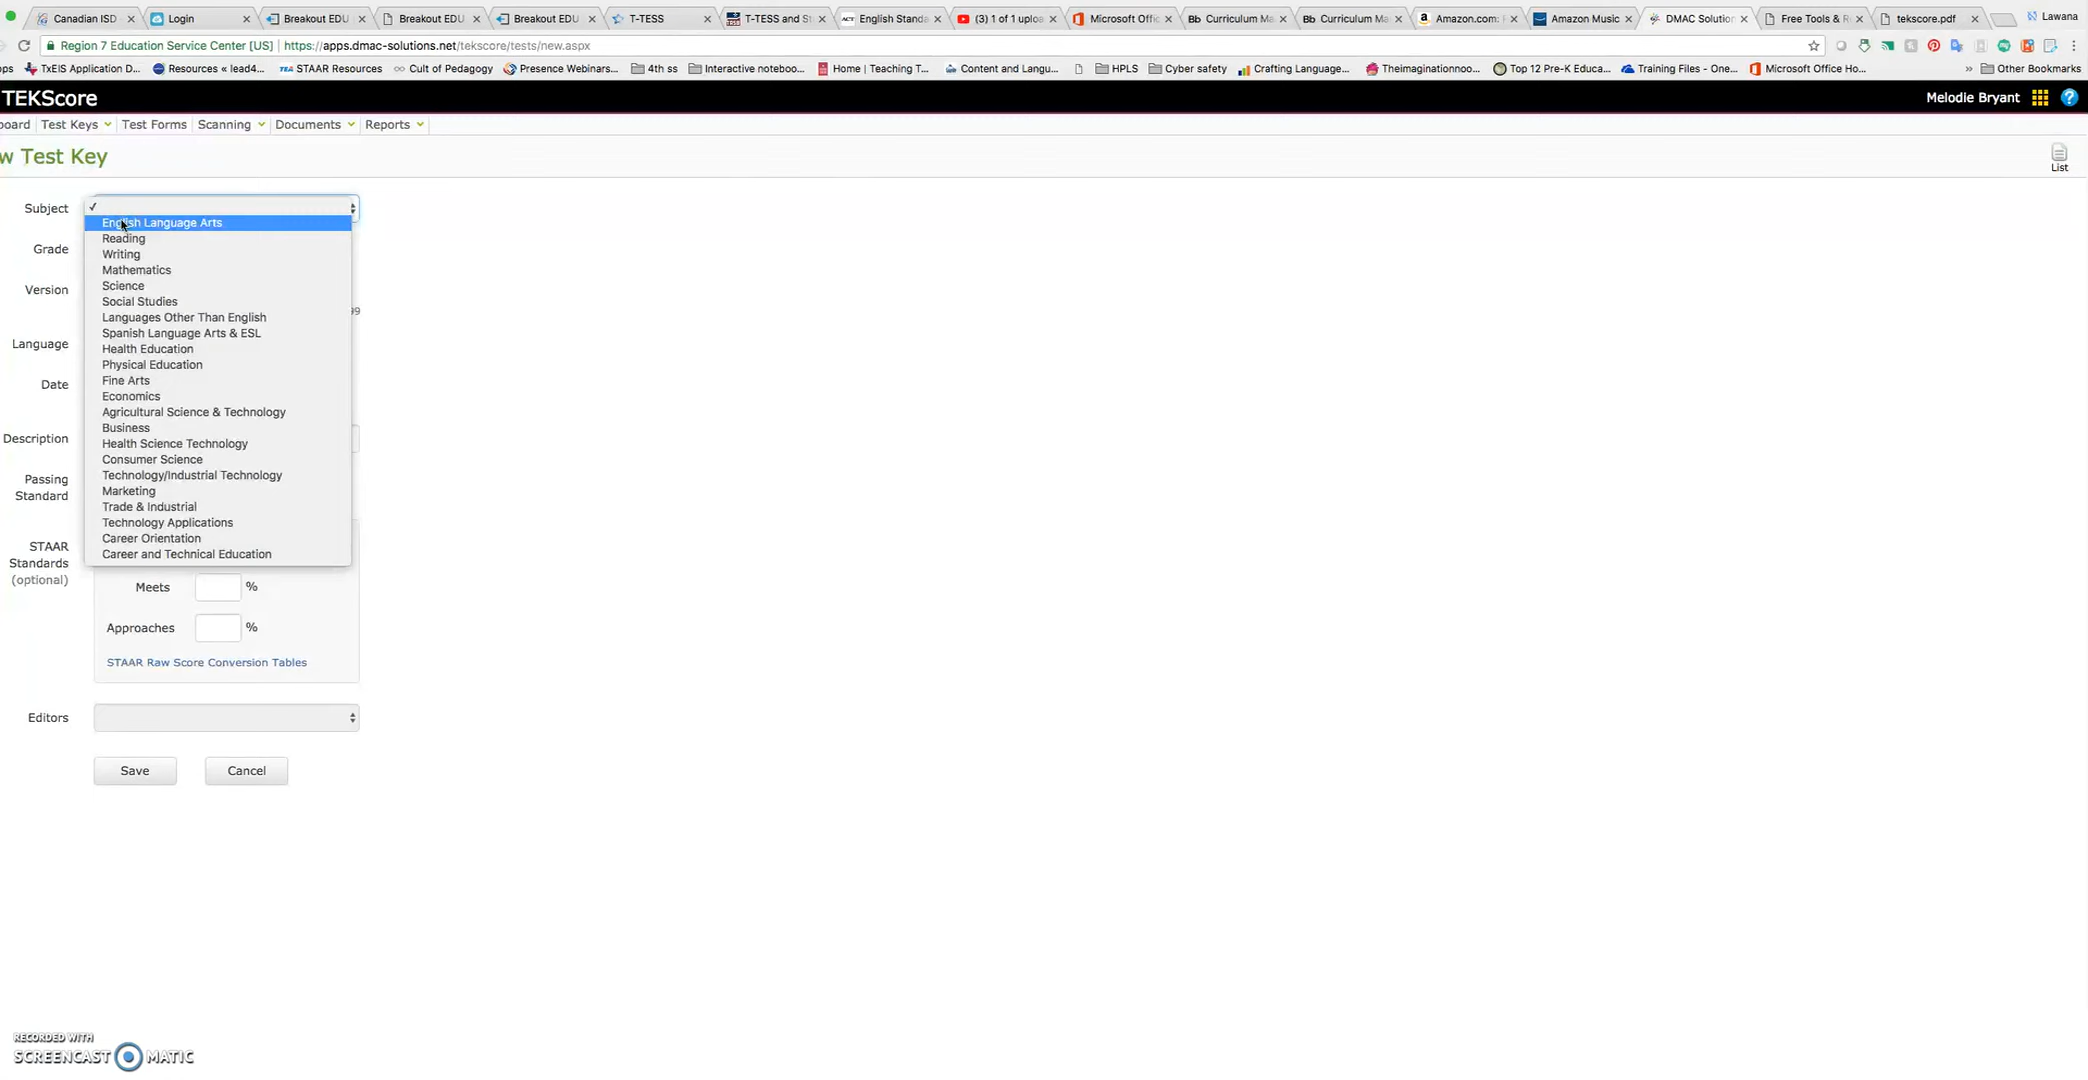 Canadian ISD -
Login
Breakout EDU
Breakout EDU
Breakout EDU
T-TESS
T-TESS and St
English Standa
(3) 1 of 1 uploa
Microsoft Offic
Curriculum Ma
Curriculum Ma
Amazon.com:
Amazon Music
DMAC Solution
Free Tools & R
tekscore.pdf
Lawana
Region 7 Education Service Center [US] | https://apps.dmac-solutions.net/tekscore/tests/new.aspx
ps
TxEIS Application D...
Resources « lead4...
STAAR Resources
Cult of Pedagogy
Presence Webinars...
4th ss
Interactive noteboo...
Home | Teaching T...
Content and Langu...
HPLS
Cyber safety
Crafting Language...
Theimaginationnoo...
Top 12 Pre-K Educa...
Training Files - One...
Microsoft Office Ho...
» Other Bookmarks
TEKScore
Melodie Bryant
?
board
Test Keys
Test Forms
Scanning
Documents
Reports
w Test Key
List
Subject
✓
English Language Arts
Reading
Grade
Writing
Mathematics
Science
Version
Social Studies
99
Languages Other Than English
Spanish Language Arts & ESL
Language
Health Education
Physical Education
Date
Fine Arts
Economics
Agricultural Science & Technology
Business
Description
Health Science Technology
Consumer Science
Passing
Standard
Technology/Industrial Technology
Marketing
Trade & Industrial
Technology Applications
Career Orientation
STAAR
Standards
(optional)
Career and Technical Education
Meets %
Approaches %
STAAR Raw Score Conversion Tables
Editors
Save
Cancel
RECORDED WITH
SCREENCAST MATIC